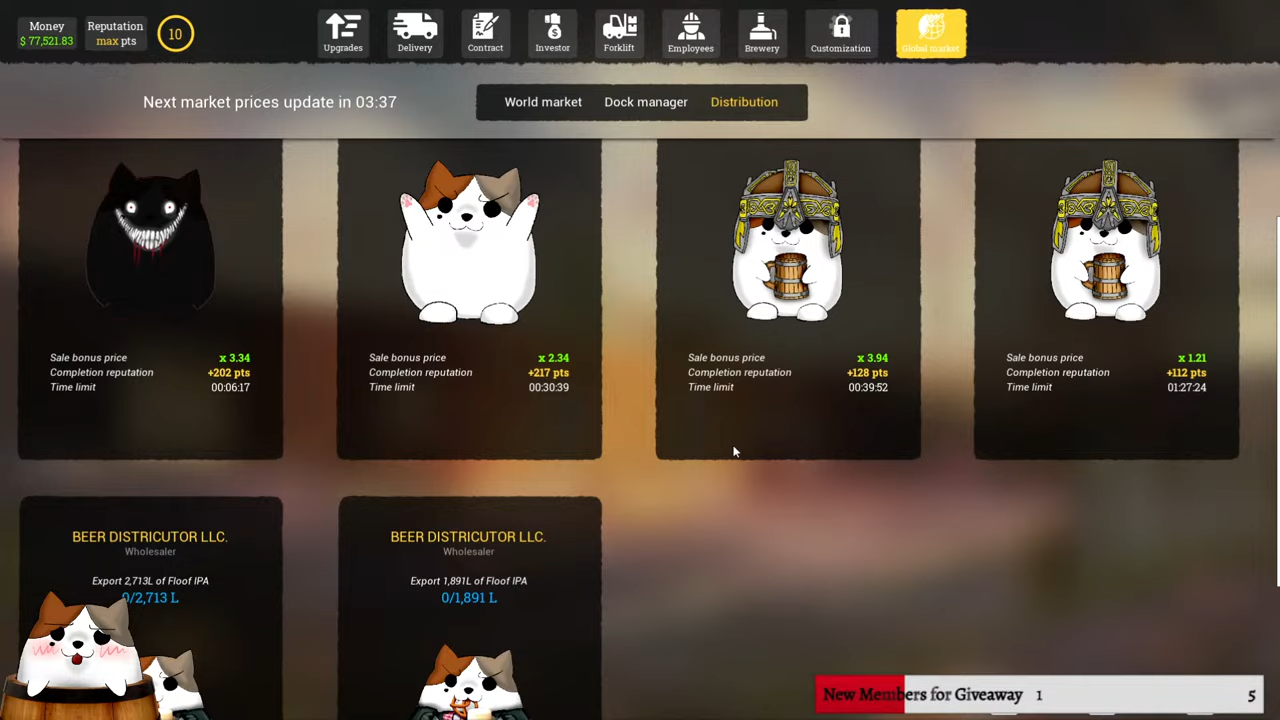 Money
$ 77,521.83
Reputation
max pts
10
Upgrades
Delivery
Contract
Investor
Forklift
Employees
Brewery
Customization
Global market
Next market prices update in 03:37
World market
Dock manager
Distribution
Sale bonus price x 3.34
Completion reputation +202 pts
Time limit 00:06:17
Sale bonus price x 2.34
Completion reputation +217 pts
Time limit 00:30:39
Sale bonus price x 3.94
Completion reputation +128 pts
Time limit 00:39:52
Sale bonus price x 1.21
Completion reputation +112 pts
Time limit 01:27:24
BEER DISTRICUTOR LLC.
Wholesaler
Export 2,713L of Floof IPA
0/2,713 L
BEER DISTRICUTOR LLC.
Wholesaler
Export 1,891L of Floof IPA
0/1,891 L
New Members for Giveaway 1 5